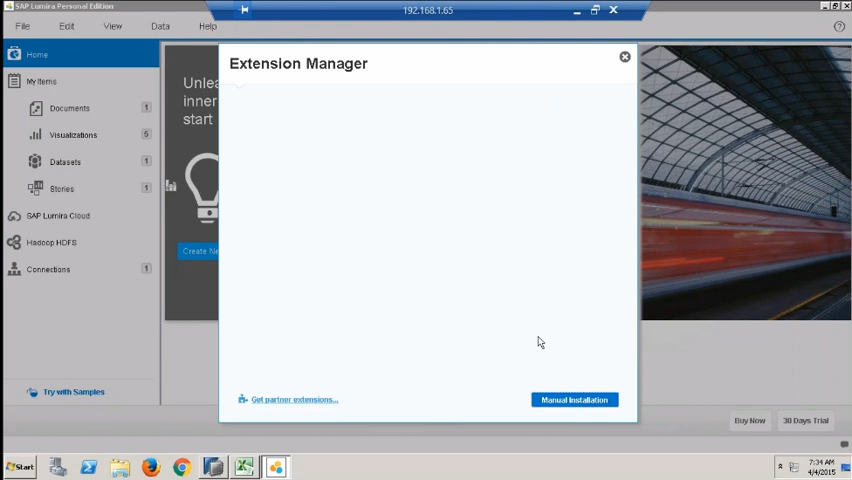 SAP Lumira Personal Edition
192.168.1.65
File Edit View Data Help
Home
My Items
Documents 1
Visualizations 5
Datasets 1
Stories 1
SAP Lumira Cloud
Hadoop HDFS
Connections 1
Try with Samples
Unlea
inner
start
Create Ne
Extension Manager
Get partner extensions...
Manual Installation
Buy Now
30 Days Trial
Start
7:34 AM
4/4/2015